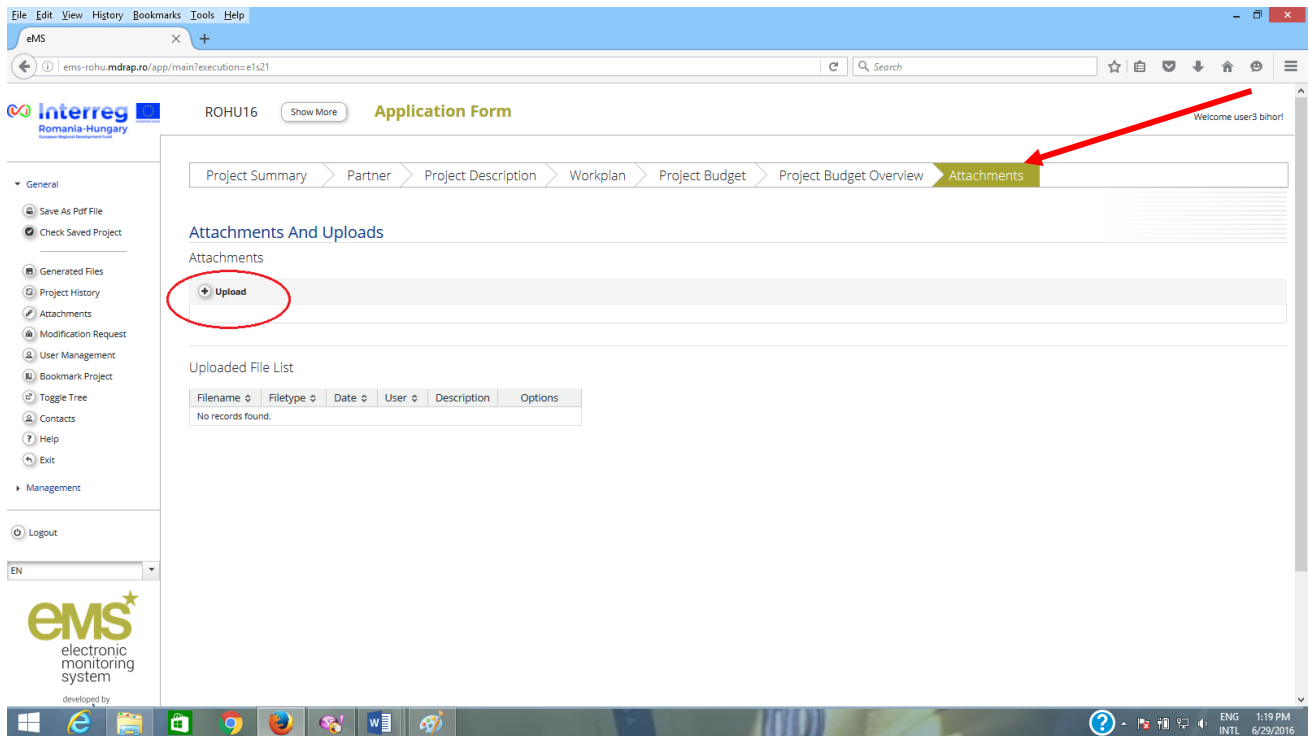 File Edit View History Bookmarks Tools Help
eMS
ems-rohu.mdrap.ro/app/main?execution=e1s21
Search
Interreg
Romania-Hungary
European Regional Development Fund
ROHU16 Show More Application Form
Welcome user3 bihor!
Project Summary Partner Project Description Workplan Project Budget Project Budget Overview Attachments
General
Save As Pdf File
Check Saved Project
Generated Files
Project History
Attachments
Modification Request
User Management
Bookmark Project
Toggle Tree
Contacts
Help
Exit
Management
Logout
EN
eMS
electronic
monitoring
system
developed by
Attachments And Uploads
Attachments
Upload
Uploaded File List
Filename Filetype Date User Description Options
No records found.
ENG 1:19 PM
INTL 6/29/2016